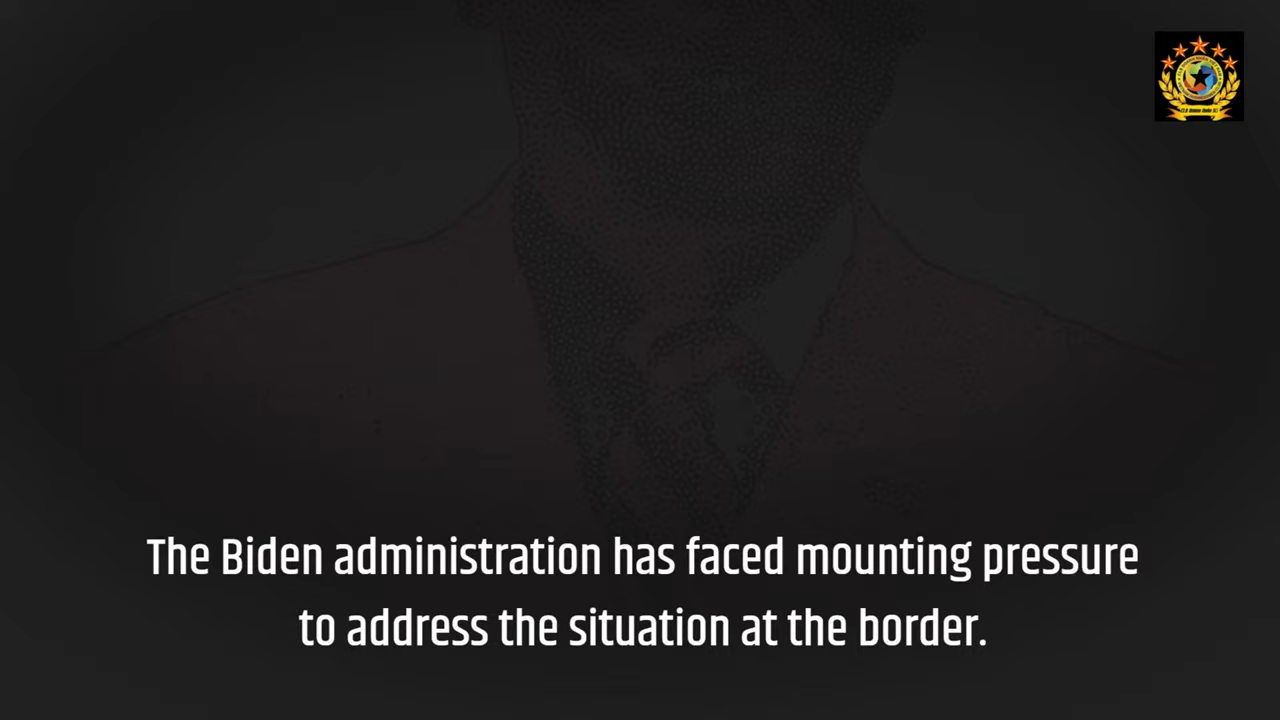 The Biden administration has faced mounting pressure
to address the situation at the border.